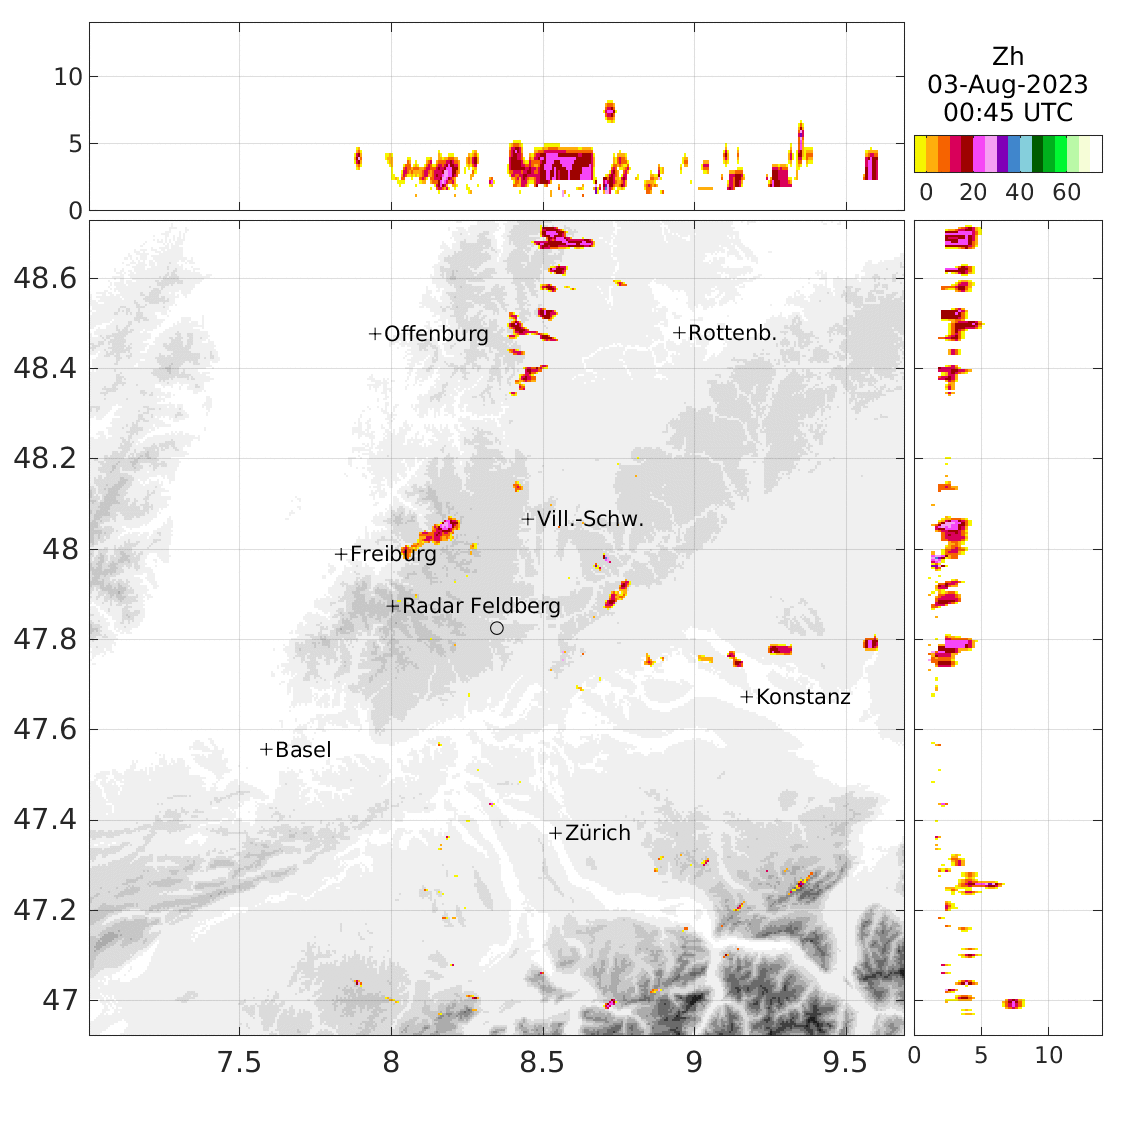 10
5
0
Zh
03-Aug-2023
00:45 UTC
0 20 40 60
48.6
48.4
48.2
48
47.8
47.6
47.4
47.2
47
+Offenburg
+Rottenb.
+Vill.-Schw.
+Freiburg
+Radar Feldberg
+Konstanz
+Basel
+Zürich
7.5 8 8.5 9 9.5
0 5 10